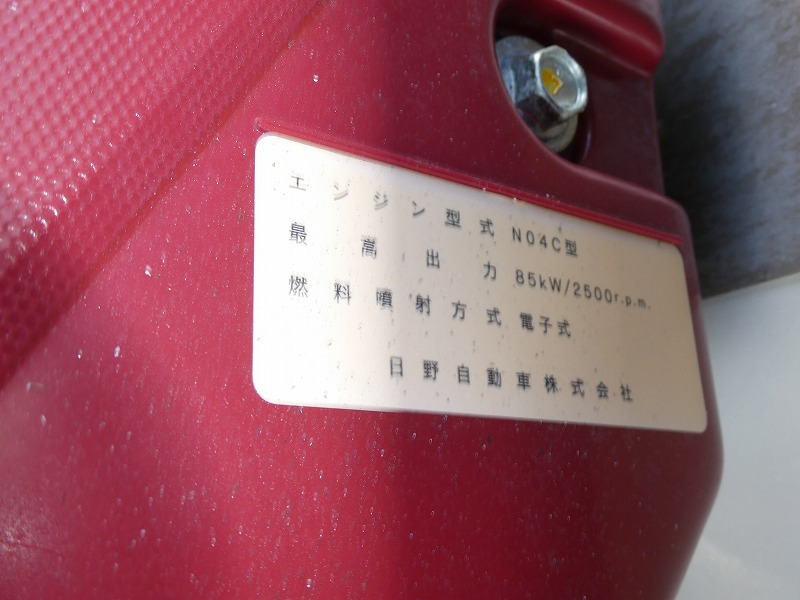 エンジン型式 N04C型
最高出力 85kW/2500r.p.m.
燃料噴射方式 電子式
日野自動車株式会社